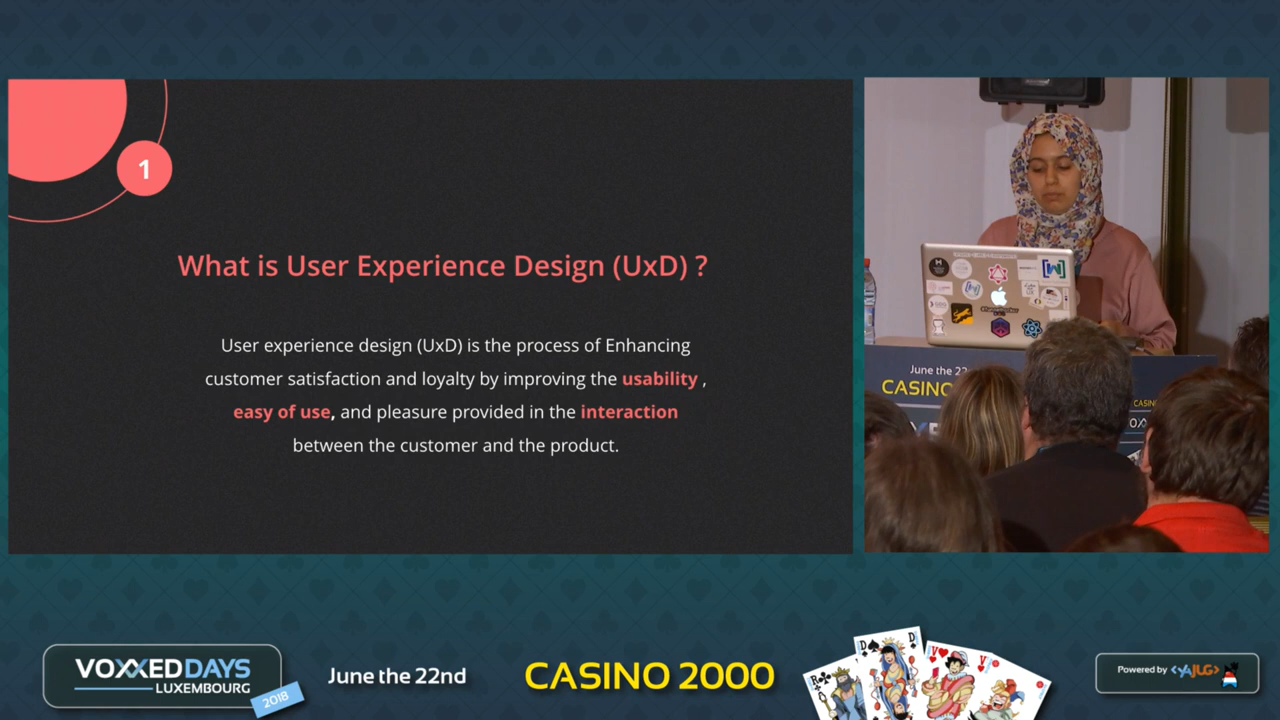 1
What is User Experience Design (UxD) ?
User experience design (UxD) is the process of Enhancing
customer satisfaction and loyalty by improving the usability ,
easy of use, and pleasure provided in the interaction
between the customer and the product.
June the 22
CASINO
CASINO
VOXXEDDAYS
LUXEMBOURG
2018
June the 22nd
CASINO 2000
R
D
D
V
V
Powered by <YAJUG>